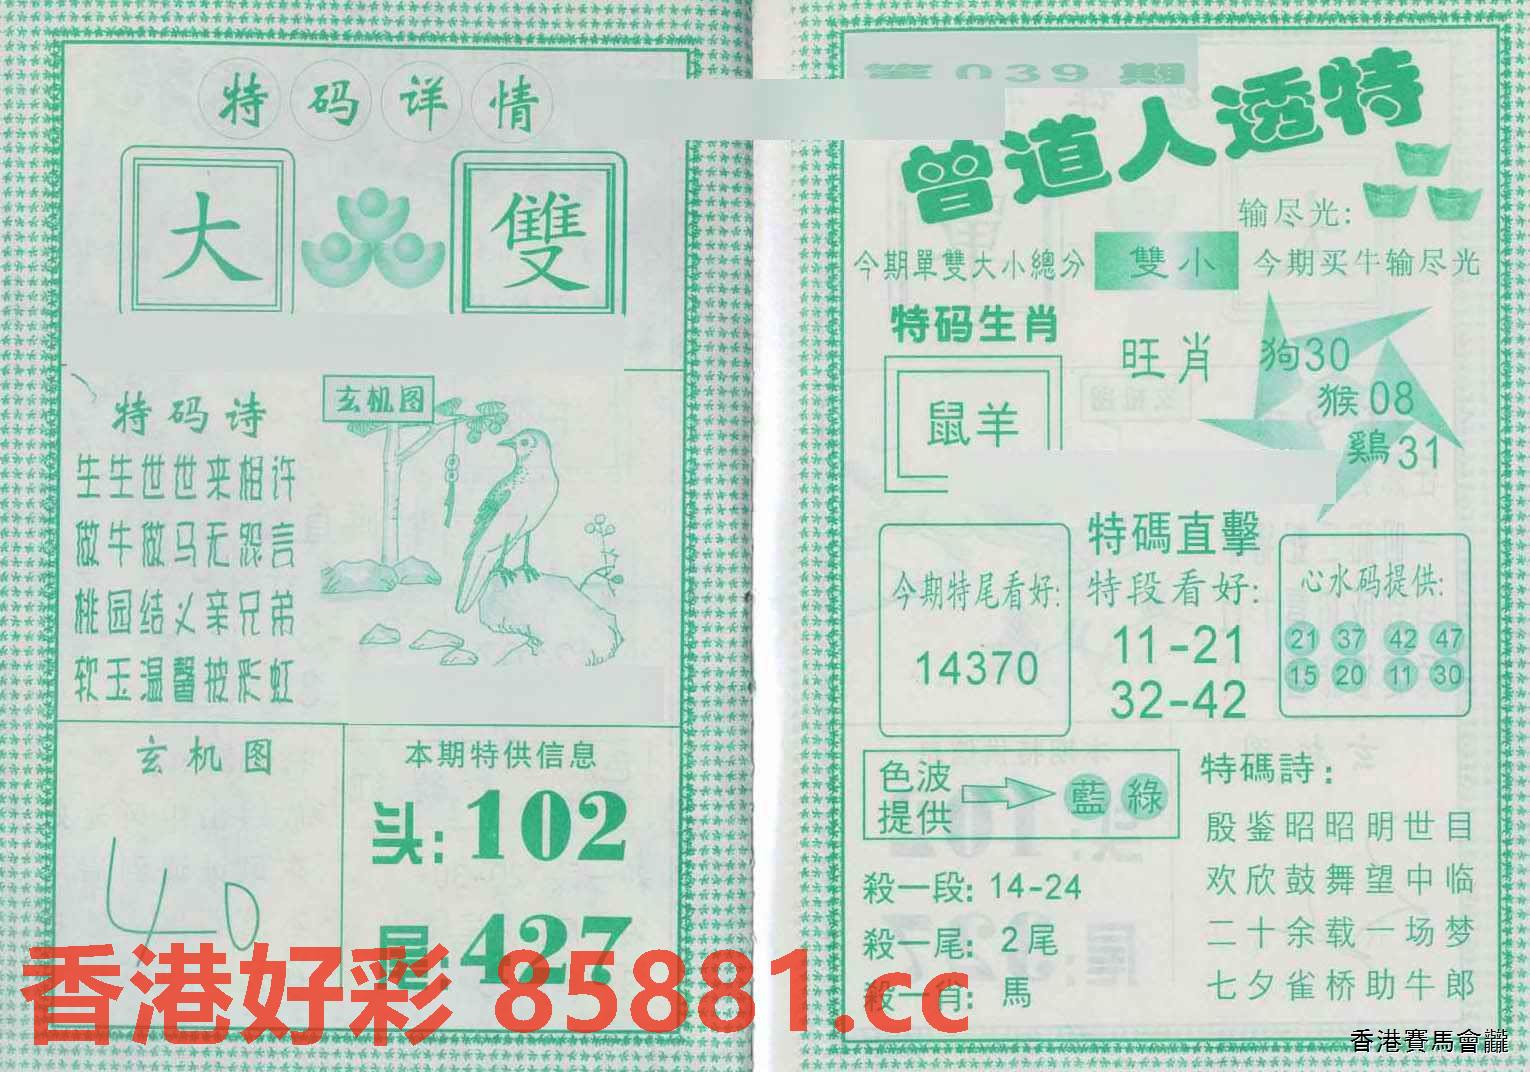 特码详情
大 雙
特码诗
生生世世来相许
做牛做马无怨言
桃园结义亲兄弟
软玉温馨披彩虹
玄机图
玄机图
40
本期特供信息
头:102
尾:427
第039期
曾道人透特
输尽光:
今期單雙大小總分 雙小 今期买牛输尽光
特码生肖
鼠羊
旺肖
狗30
猴08
鷄31
特碼直擊
今期特尾看好:
14370
特段看好:
11-21
32-42
心水码提供:
21 37 42 47
15 20 11 30
色波
提供
藍 綠
殺一段: 14-24
殺一尾: 2尾
殺一肖: 馬
特碼詩:
殷鉴昭昭明世目
欢欣鼓舞望中临
二十余载一场梦
七夕雀桥助牛郎
香港好彩 85881.cc
香港賽馬會